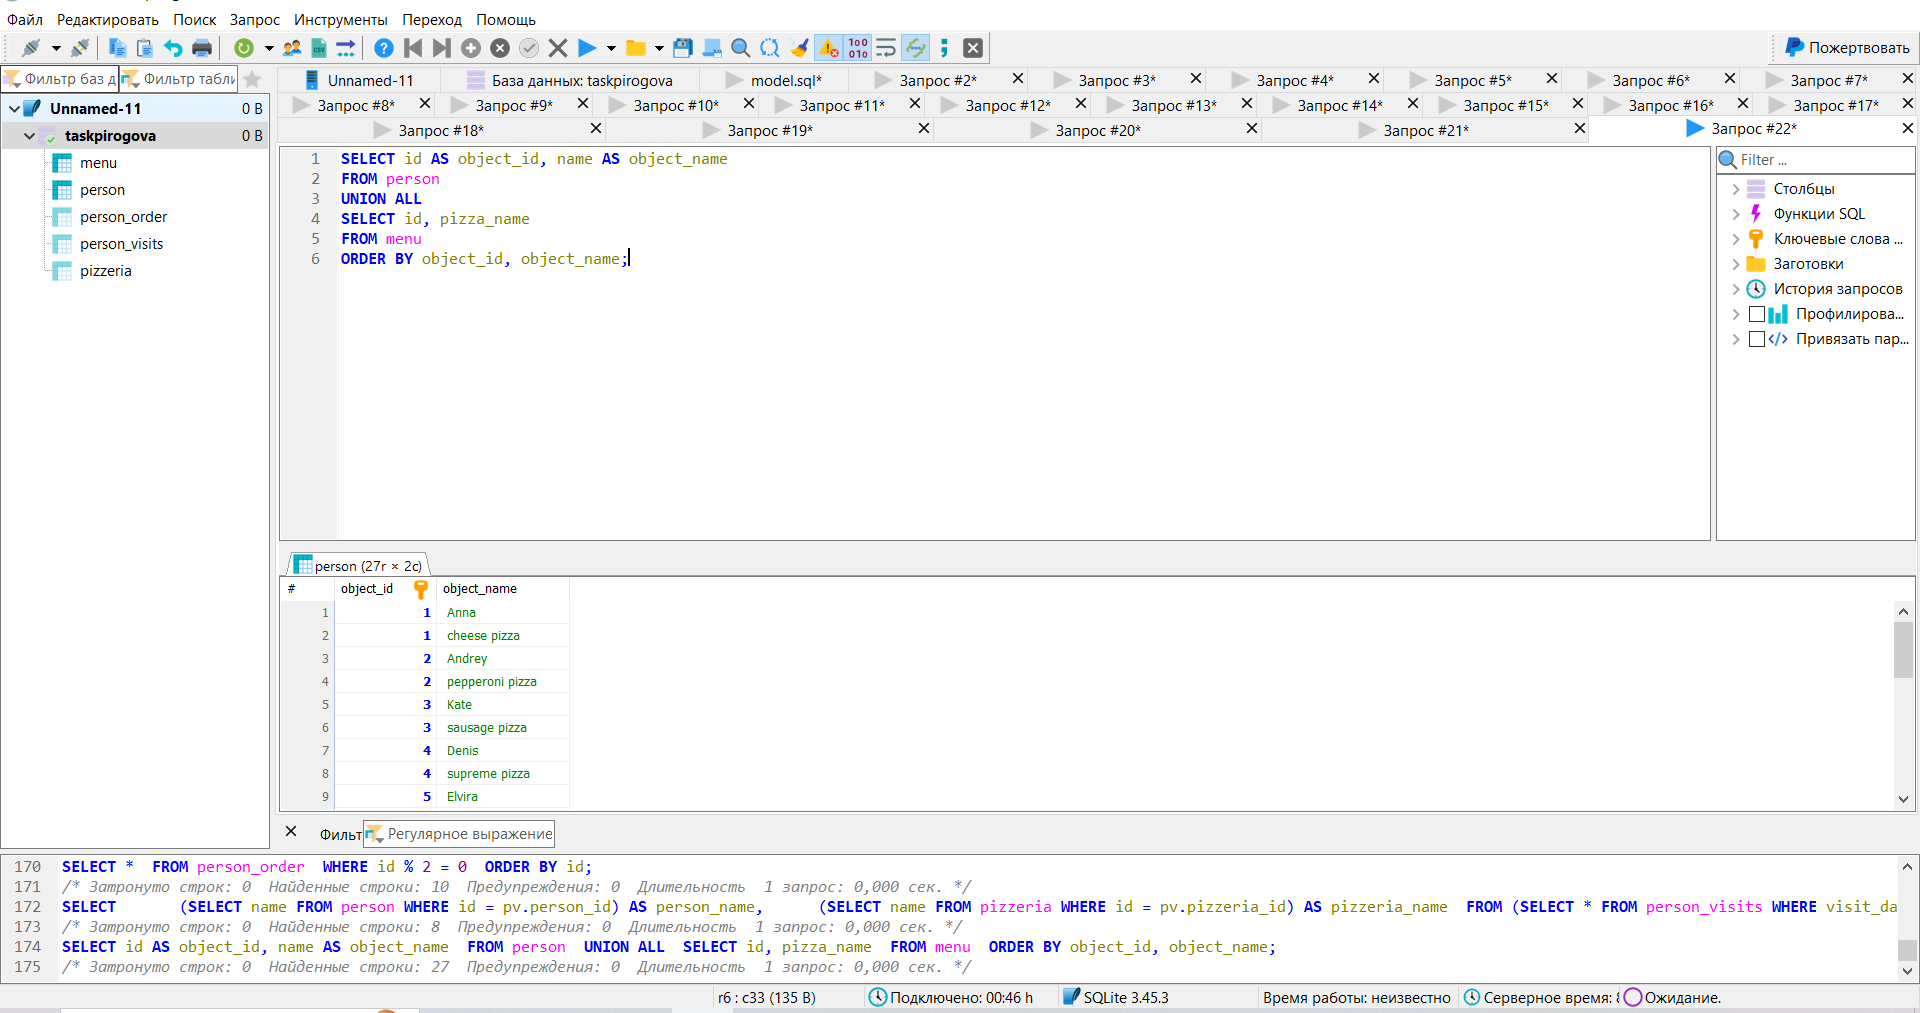 Файл Редактировать Поиск Запрос Инструменты Переход Помощь
Пожертвовать
Фильтр баз д Фильтр табли
Unnamed-11 База данных: taskpirogova model.sql* Запрос #2* Запрос #3* Запрос #4* Запрос #5* Запрос #6* Запрос #7*
Запрос #8* Запрос #9* Запрос #10* Запрос #11* Запрос #12* Запрос #13* Запрос #14* Запрос #15* Запрос #16* Запрос #17*
Запрос #18* Запрос #19* Запрос #20* Запрос #21* Запрос #22*
Unnamed-11 0 B
taskpirogova 0 B
menu
person
person_order
person_visits
pizzeria
1 SELECT id AS object_id, name AS object_name
2 FROM person
3 UNION ALL
4 SELECT id, pizza_name
5 FROM menu
6 ORDER BY object_id, object_name;
Filter ...
Столбцы
Функции SQL
Ключевые слова ...
Заготовки
История запросов
Профилирова...
Привязать пар...
person (27r × 2c)
# object_id object_name
1 1 Anna
2 1 cheese pizza
3 2 Andrey
4 2 pepperoni pizza
5 3 Kate
6 3 sausage pizza
7 4 Denis
8 4 supreme pizza
9 5 Elvira
Фильт Регулярное выражение
170 SELECT * FROM person_order WHERE id % 2 = 0 ORDER BY id;
171 /* Затронуто строк: 0 Найденные строки: 10 Предупреждения: 0 Длительность 1 запрос: 0,000 сек. */
172 SELECT (SELECT name FROM person WHERE id = pv.person_id) AS person_name, (SELECT name FROM pizzeria WHERE id = pv.pizzeria_id) AS pizzeria_name FROM (SELECT * FROM person_visits WHERE visit_da
173 /* Затронуто строк: 0 Найденные строки: 8 Предупреждения: 0 Длительность 1 запрос: 0,000 сек. */
174 SELECT id AS object_id, name AS object_name FROM person UNION ALL SELECT id, pizza_name FROM menu ORDER BY object_id, object_name;
175 /* Затронуто строк: 0 Найденные строки: 27 Предупреждения: 0 Длительность 1 запрос: 0,000 сек. */
r6 : c33 (135 B) Подключено: 00:46 h SQLite 3.45.3 Время работы: неизвестно Серверное время: Ожидание.